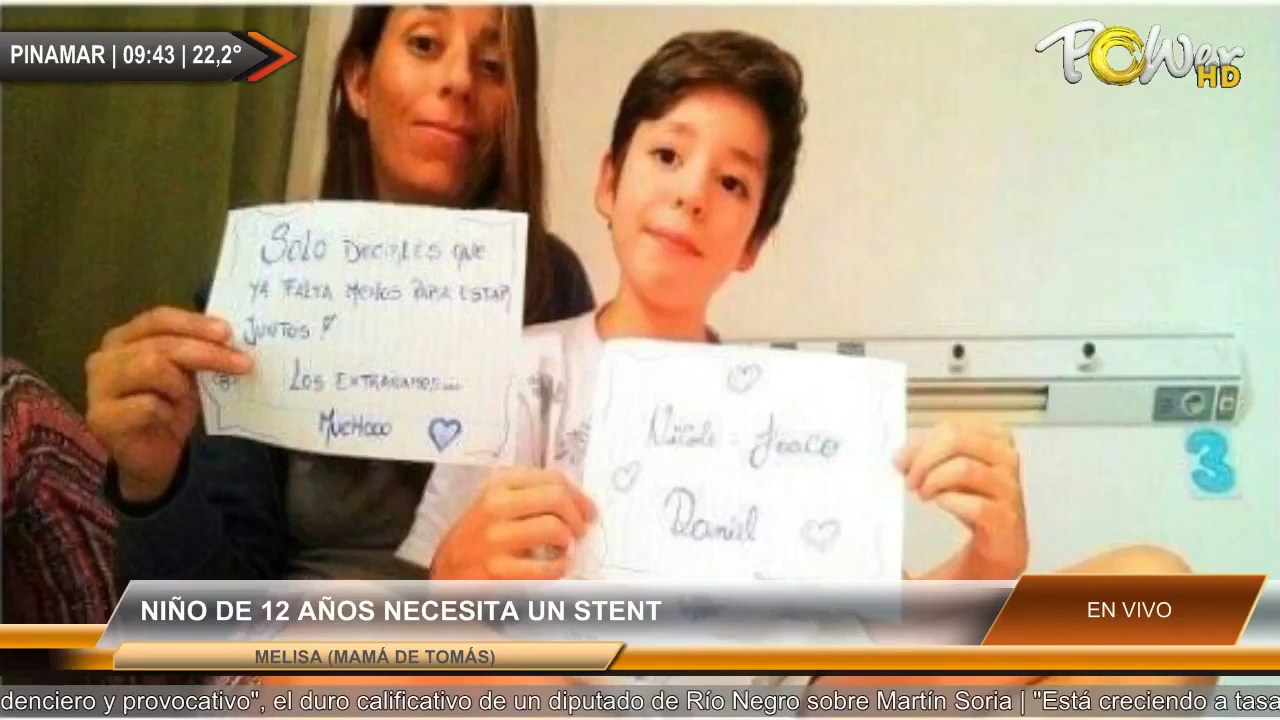 PINAMAR | 09:43 | 22,2°
POWer
HD
SOLO DECIRLES QUE
YA FALTA MENOS PARA ESTAR
JUNTOS
LOS EXTRAÑAMOS...
MUCHOOO
Nicole - Joaco
Daniel
3
NIÑO DE 12 AÑOS NECESITA UN STENT
EN VIVO
MELISA (MAMÁ DE TOMÁS)
denciero y provocativo", el duro calificativo de un diputado de Río Negro sobre Martín Soria | "Está creciendo a tasa